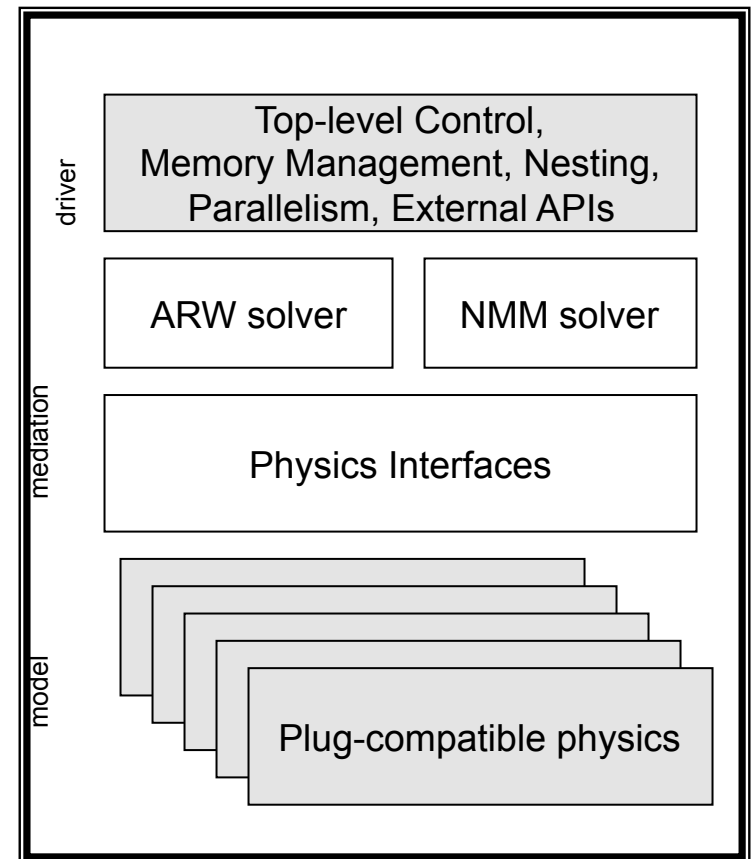 driver
Top-level Control,
Memory Management, Nesting,
Parallelism, External APIs
ARW solver
NMM solver
mediation
Physics Interfaces
model
Plug-compatible physics